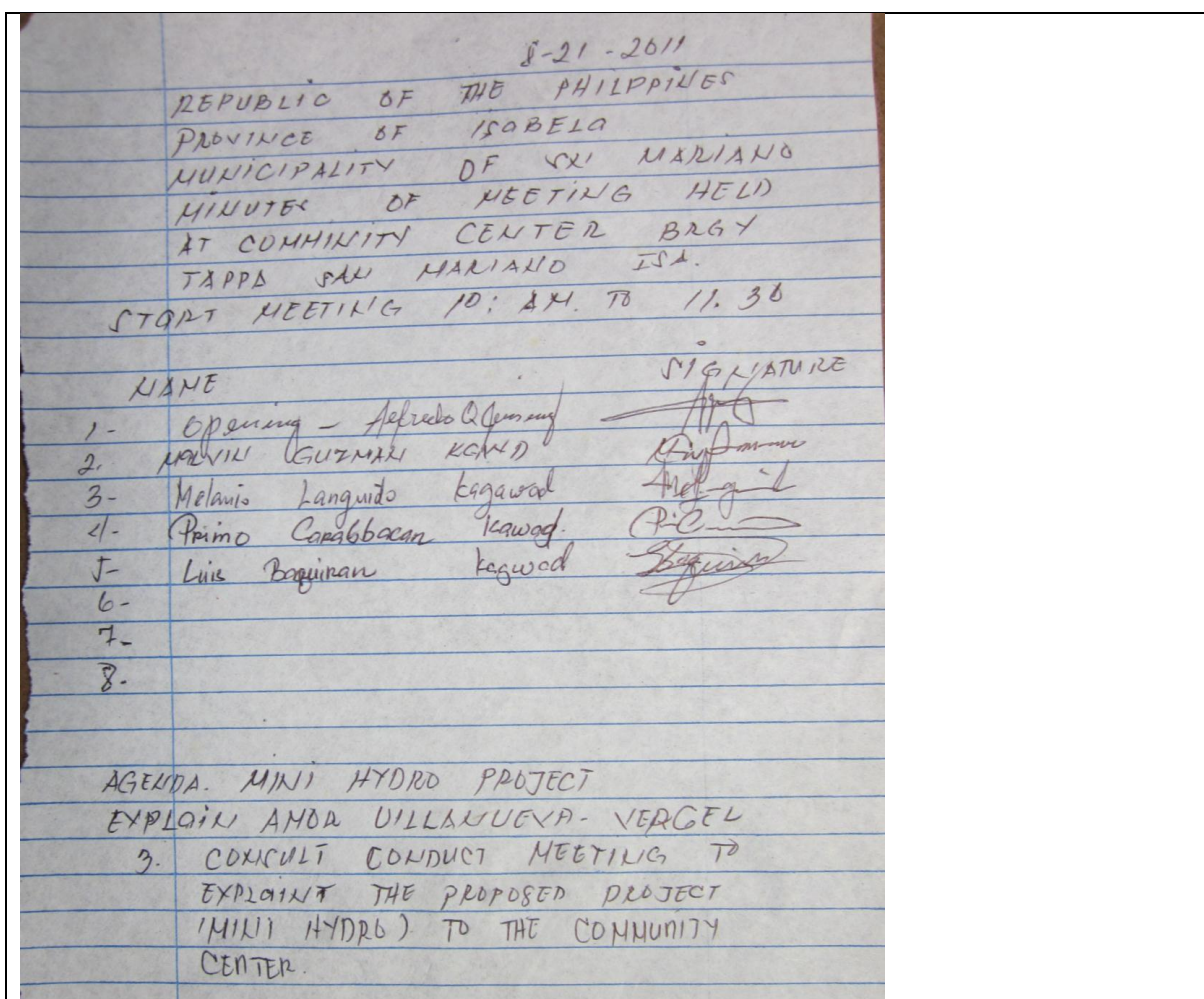 8-21-2011
REPUBLIC OF THE PHILPPINES
PROVINCE OF ISABELA
MUNICIPALITY OF SAN MARIANO
MINUTES OF MEETING HELD
AT COMMINITY CENTER BRGY
TAPPA SAN MARIANO ISA.
START MEETING 10: AM. TO 11.30
NAME SIGNATURE
1- Opening - Alfredo Q
2. MALVIN GUZMAN KGWD
3- Melanio Languido Kagawad
4- Primo Carabbacan Kawad.
5- Luis Baquiran Kagwad
6-
7-
8-
AGENDA. MINI HYDRO PROJECT
EXPLAIN AMOR VILLANUEVA- VERGEL
3. CONSULT CONDUCT MEETING TO
EXPLAINT THE PROPOSED PROJECT
(MINI HYDRO) TO THE COMMUNITY
CENTER.